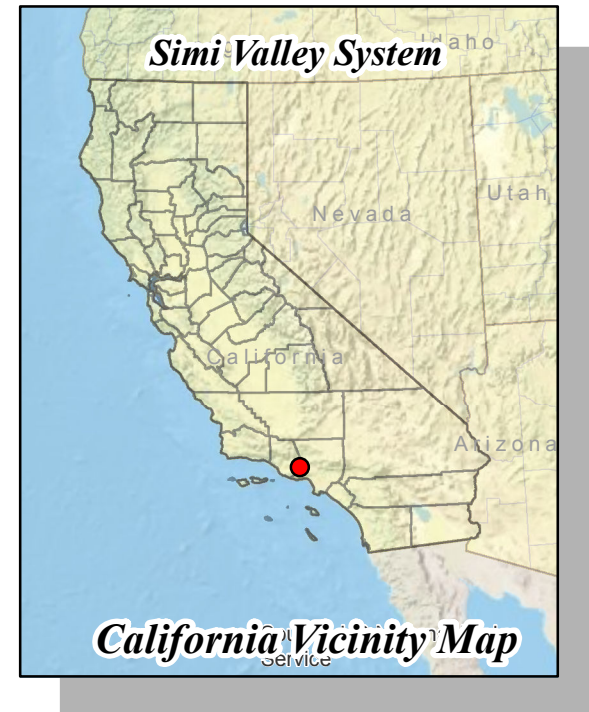 Simi Valley System
Idaho
Utah
Nevada
California
Arizona
California Vicinity Map
Service